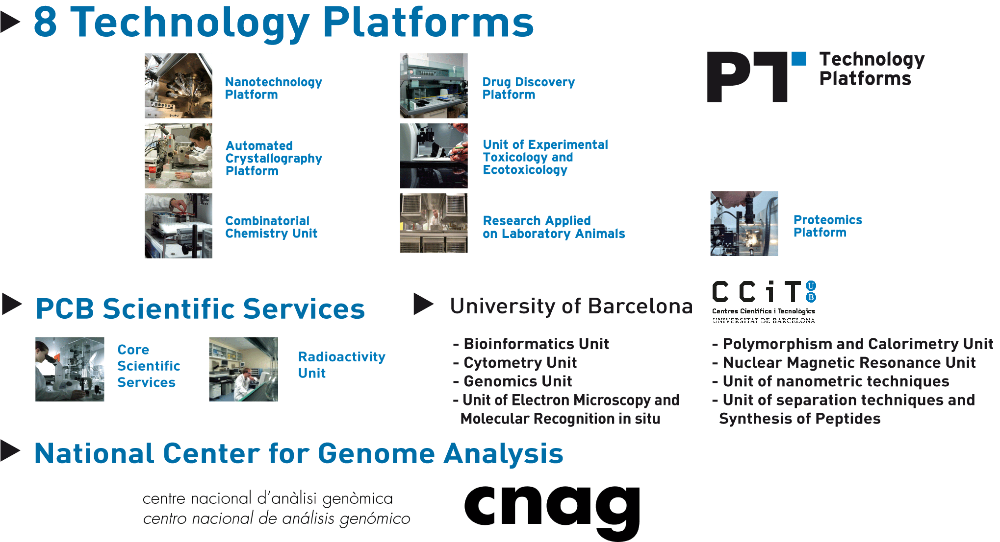 8 Technology Platforms
Nanotechnology
Platform
Drug Discovery
Platform
PT
Technology
Platforms
Automated
Crystallography
Platform
Unit of Experimental
Toxicology and
Ecotoxicology
Combinatorial
Chemistry Unit
Research Applied
on Laboratory Animals
Proteomics
Platform
PCB Scientific Services
Core
Scientific
Services
Radioactivity
Unit
University of Barcelona
CCiT UB
Centres Científics i Tecnològics
UNIVERSITAT DE BARCELONA
- Bioinformatics Unit
- Cytometry Unit
- Genomics Unit
- Unit of Electron Microscopy and
Molecular Recognition in situ
- Polymorphism and Calorimetry Unit
- Nuclear Magnetic Resonance Unit
- Unit of nanometric techniques
- Unit of separation techniques and
Synthesis of Peptides
National Center for Genome Analysis
centre nacional d'anàlisi genòmica
centro nacional de análisis genómico
cnag